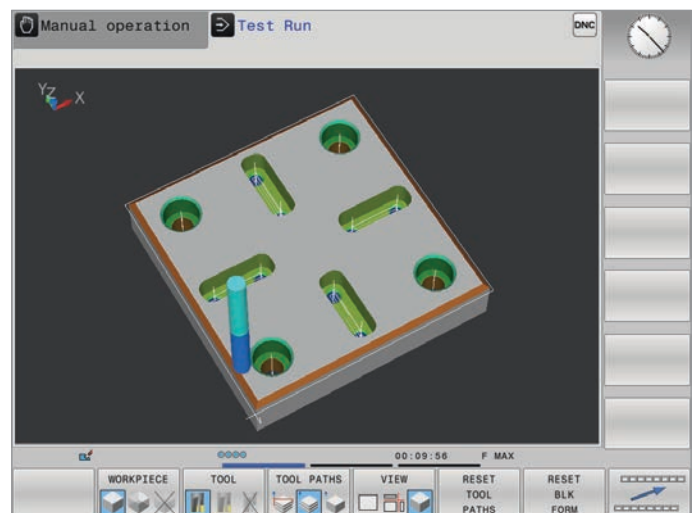 Manual operation
Test Run
DNC
Y
Z
X
00:09:56 F MAX
WORKPIECE
TOOL
TOOL PATHS
VIEW
RESET
TOOL
PATHS
RESET
BLK
FORM